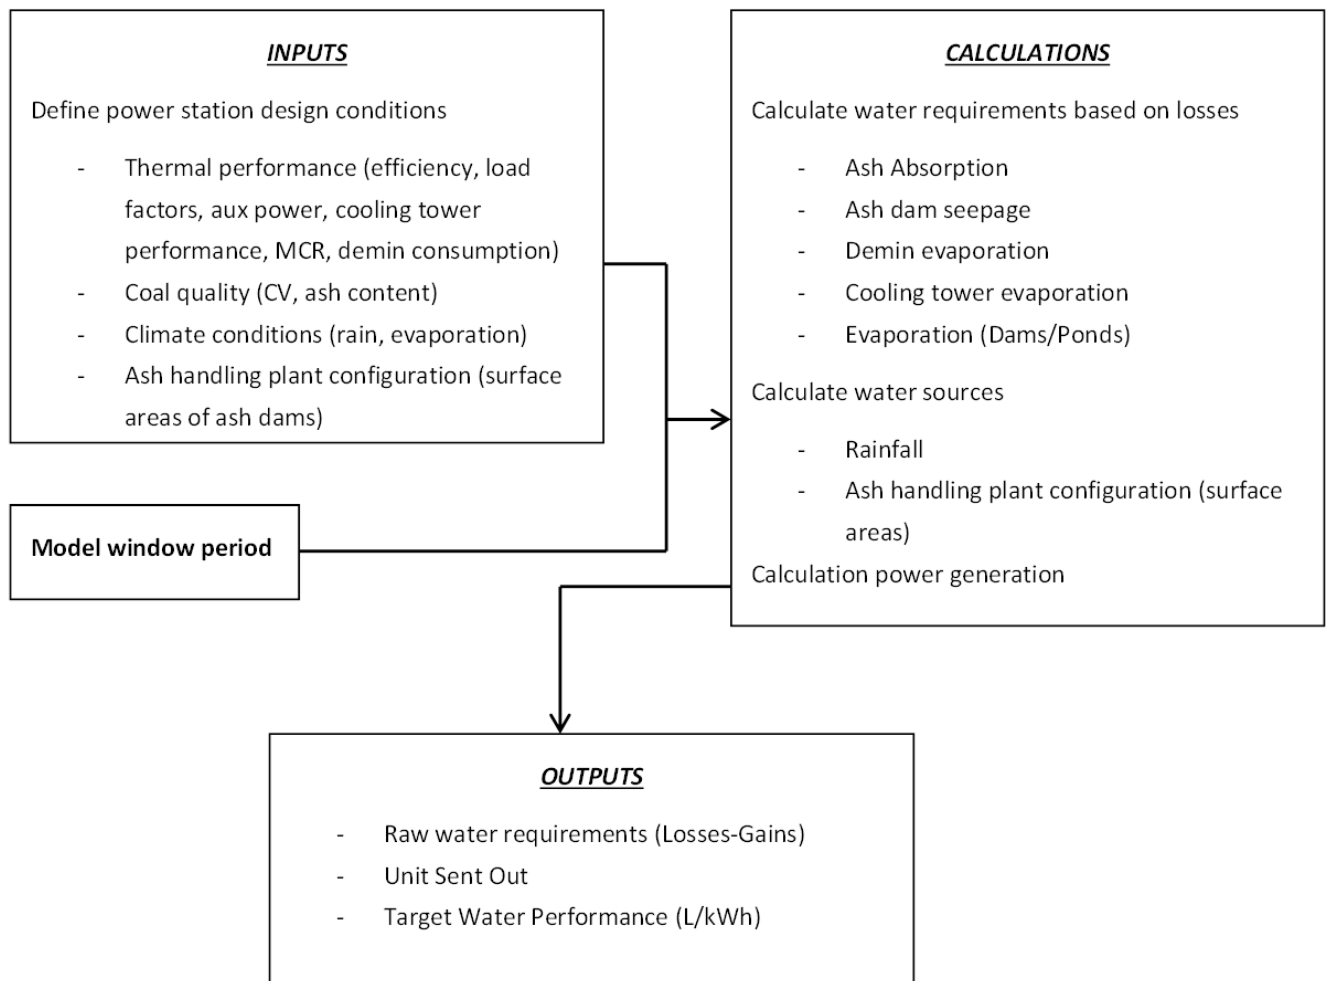 INPUTS
Define power station design conditions
- Thermal performance (efficiency, load
factors, aux power, cooling tower
performance, MCR, demin consumption)
- Coal quality (CV, ash content)
- Climate conditions (rain, evaporation)
- Ash handling plant configuration (surface
areas of ash dams)
Model window period
CALCULATIONS
Calculate water requirements based on losses
- Ash Absorption
- Ash dam seepage
- Demin evaporation
- Cooling tower evaporation
- Evaporation (Dams/Ponds)
Calculate water sources
- Rainfall
- Ash handling plant configuration (surface
areas)
Calculation power generation
OUTPUTS
- Raw water requirements (Losses-Gains)
- Unit Sent Out
- Target Water Performance (L/kWh)